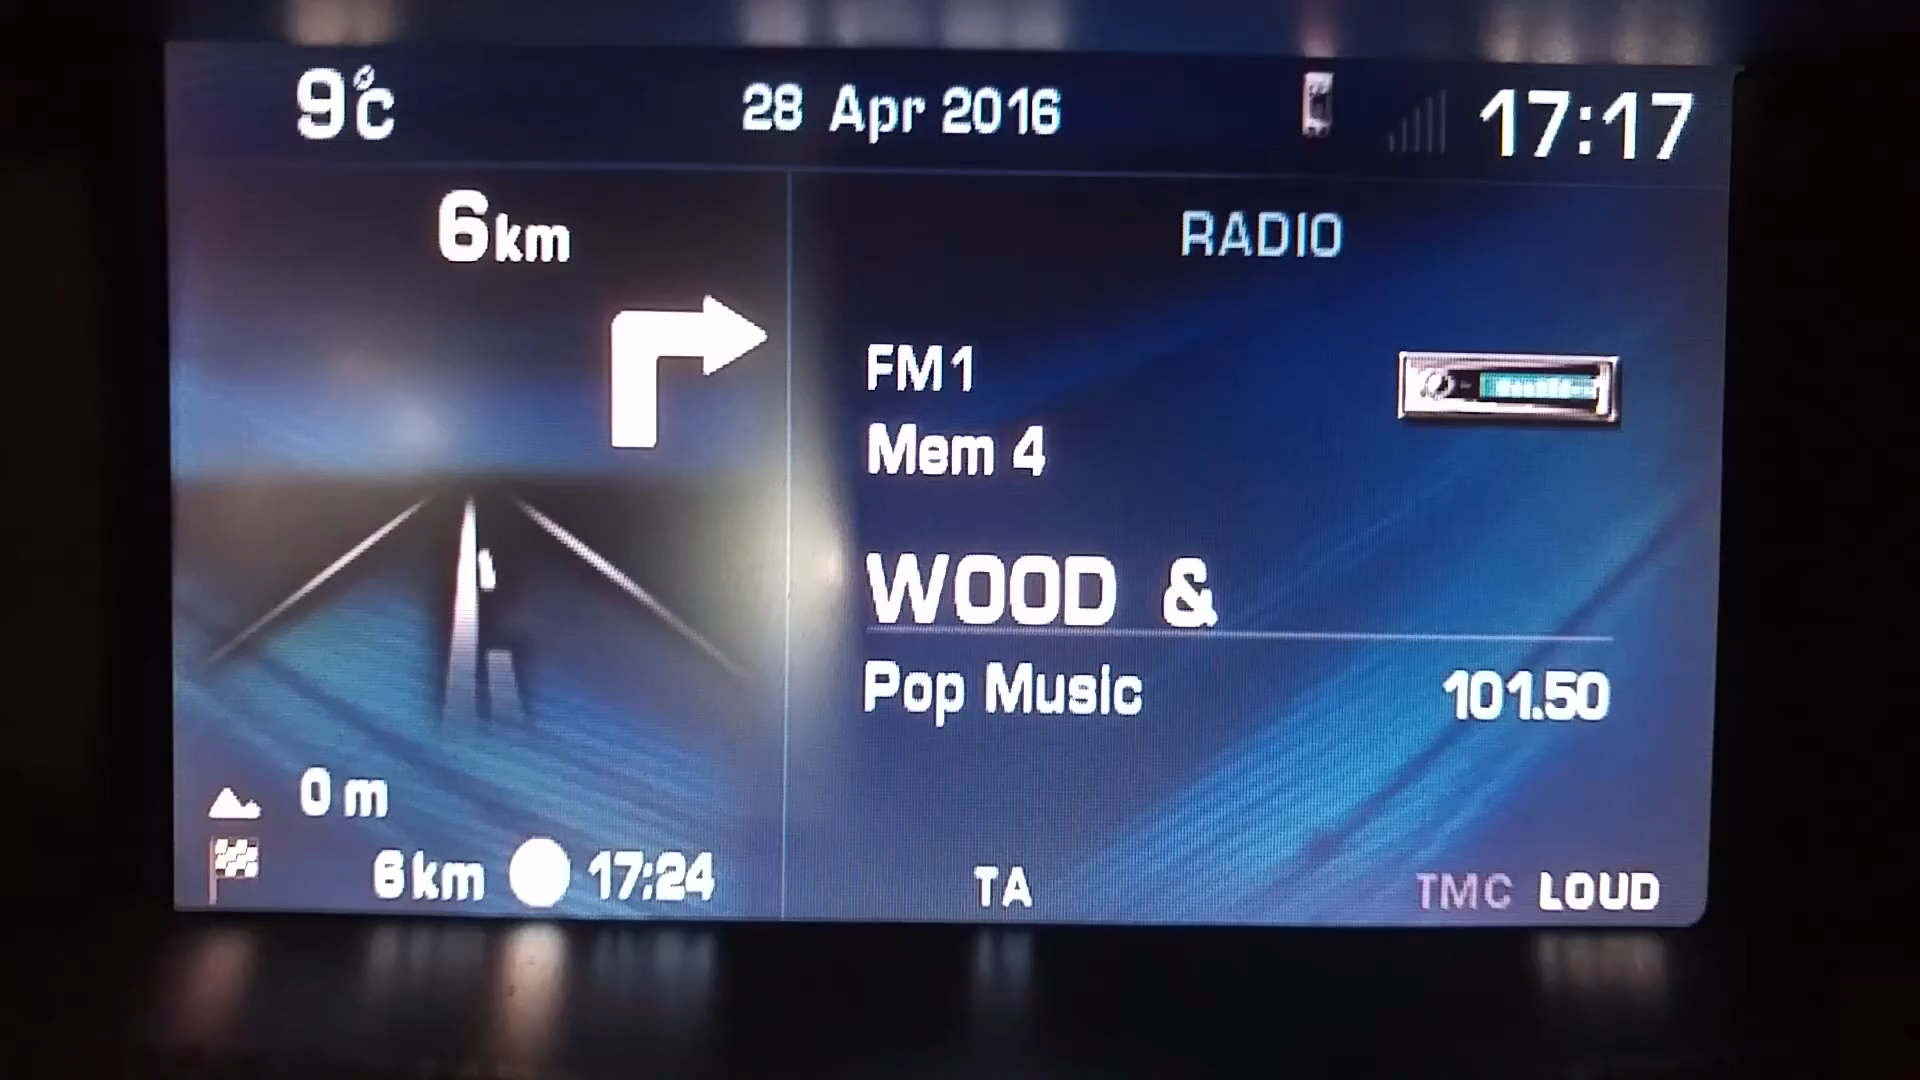 9°C
28 Apr 2016
17:17
6km
RADIO
FM1
Mem 4
WOOD &
Pop Music
101.50
0 m
6km 17:24
TA
TMC LOUD